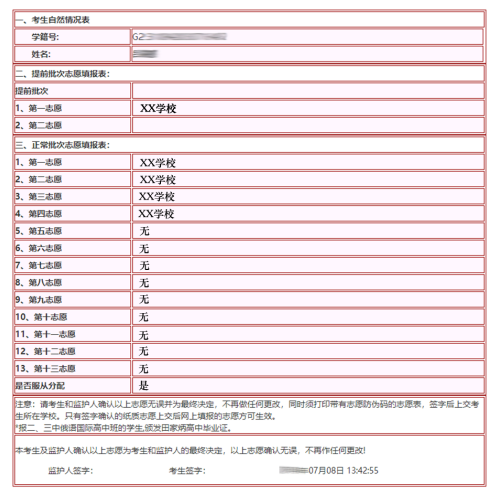 一、考生自然情况表
学籍号: G2
姓名:
二、提前批次志愿填报表:
提前批次
1、第一志愿 XX学校
2、第二志愿
三、正常批次志愿填报表:
1、第一志愿 XX学校
2、第二志愿 XX学校
3、第三志愿 XX学校
4、第四志愿 XX学校
5、第五志愿 无
6、第六志愿 无
7、第七志愿 无
8、第八志愿 无
9、第九志愿 无
10、第十志愿 无
11、第十一志愿 无
12、第十二志愿 无
13、第十三志愿 无
是否服从分配 是
注意: 请考生和监护人确认以上志愿无误并为最终决定，不再做任何更改，同时须打印带有志愿防伪码的志愿表，签字后上交考
生所在学校。只有签字确认的纸质志愿上交后网上填报的志愿方可生效。
*报二、三中俄语国际高中班的学生,颁发田家炳高中毕业证。
本考生及监护人确认以上志愿为考生和监护人的最终决定，以上志愿确认无误，不再作任何更改!
监护人签字: 考生签字: 07月08日 13:42:55